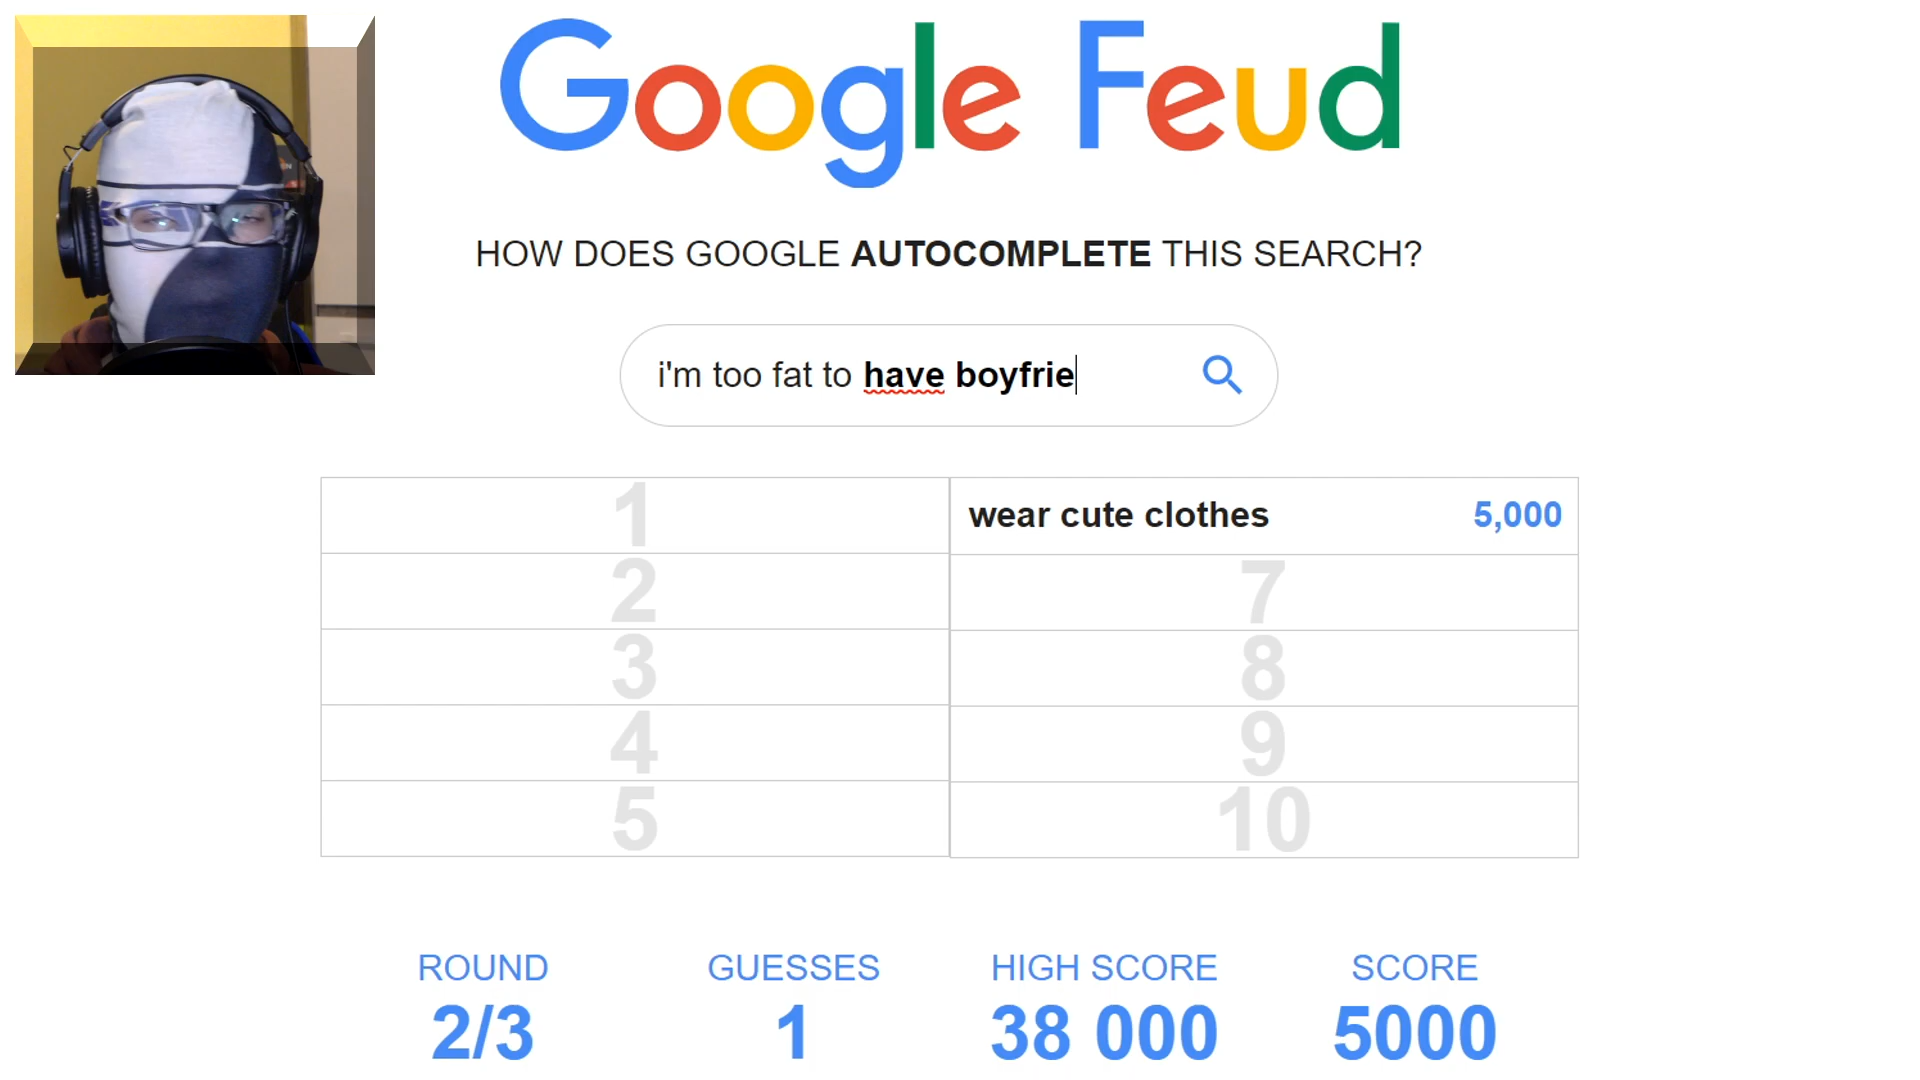 Google Feud
HOW DOES GOOGLE AUTOCOMPLETE THIS SEARCH?
i'm too fat to have boyfrie
1
wear cute clothes 5,000
2
7
3
8
4
9
5
10
ROUND GUESSES HIGH SCORE SCORE
2/3 1 38 000 5000